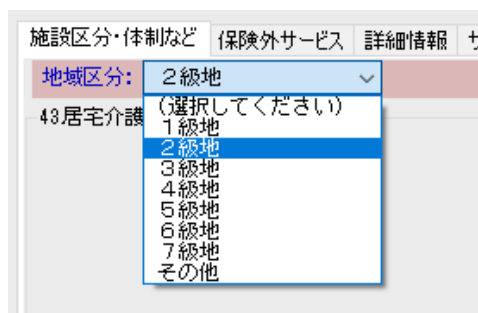 施設区分・体制など 保険外サービス 詳細情報
地域区分: 2級地
43居宅介護
(選択してください)
1級地
2級地
3級地
4級地
5級地
6級地
7級地
その他